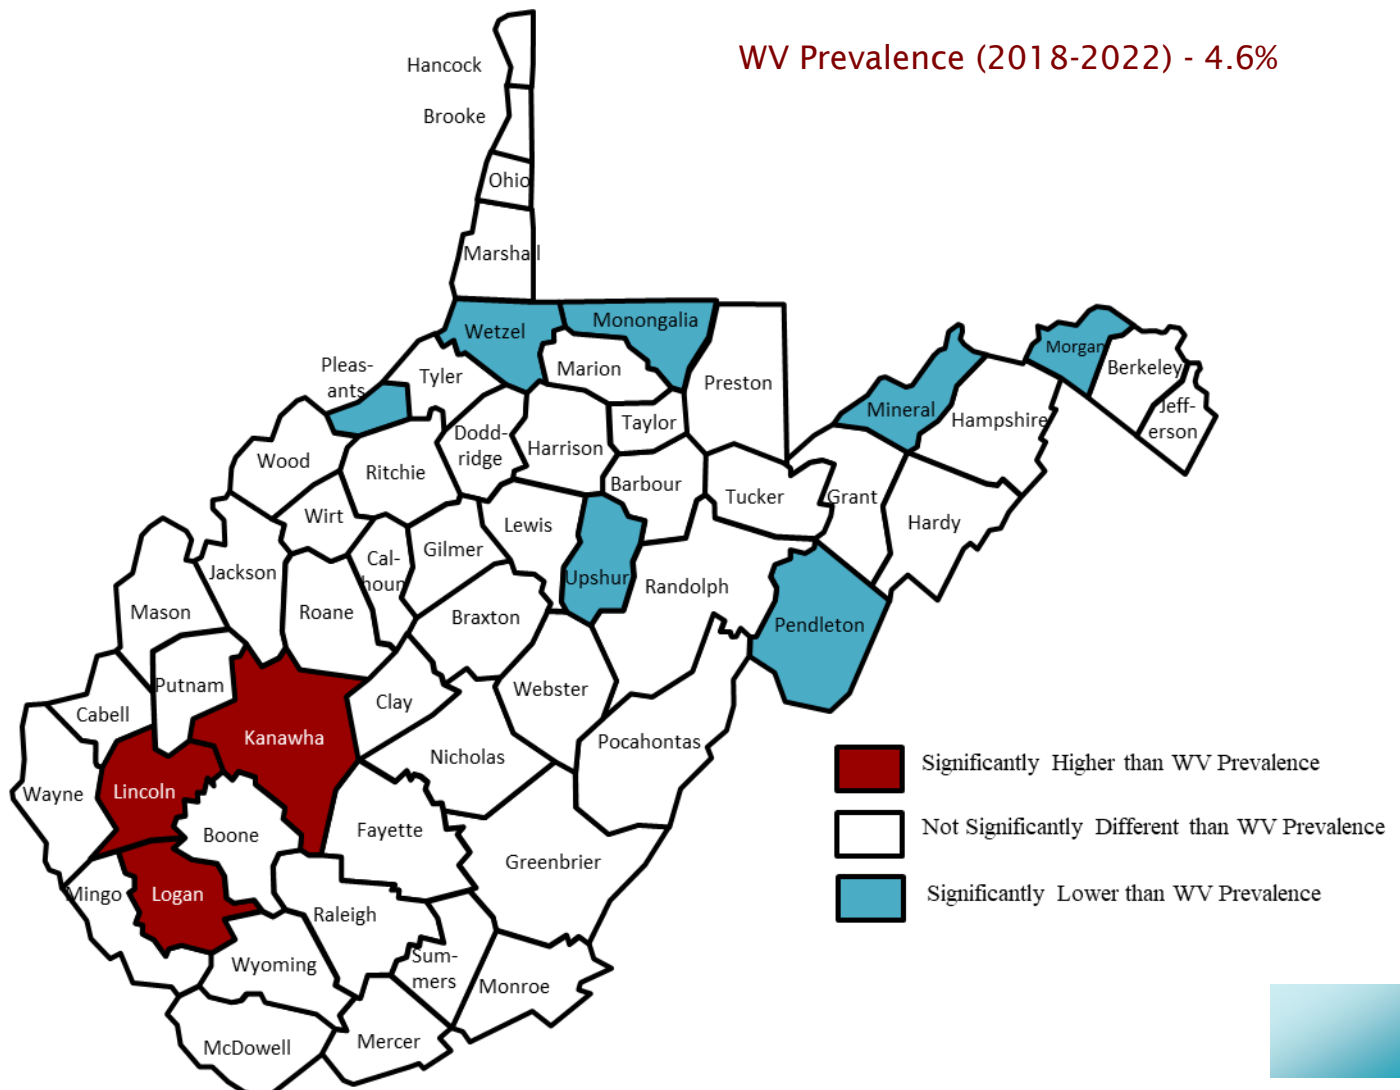 WV Prevalence (2018-2022) - 4.6%
Hancock
Brooke
Ohio
Marshall
Wetzel
Monongalia
Marion
Preston
Pleas-
ants
Tyler
Morgan
Berkeley
Jeff-
erson
Mineral
Hampshire
Taylor
Dodd-
ridge
Harrison
Wood
Ritchie
Barbour
Tucker
Grant
Hardy
Wirt
Lewis
Gilmer
Cal-
houn
Jackson
Upshur
Randolph
Mason
Roane
Braxton
Pendleton
Putnam
Webster
Clay
Cabell
Kanawha
Nicholas
Pocahontas
Wayne
Lincoln
Boone
Fayette
Greenbrier
Mingo
Logan
Raleigh
Wyoming
Sum-
mers
Monroe
McDowell
Mercer
Significantly Higher than WV Prevalence
Not Significantly Different than WV Prevalence
Significantly Lower than WV Prevalence